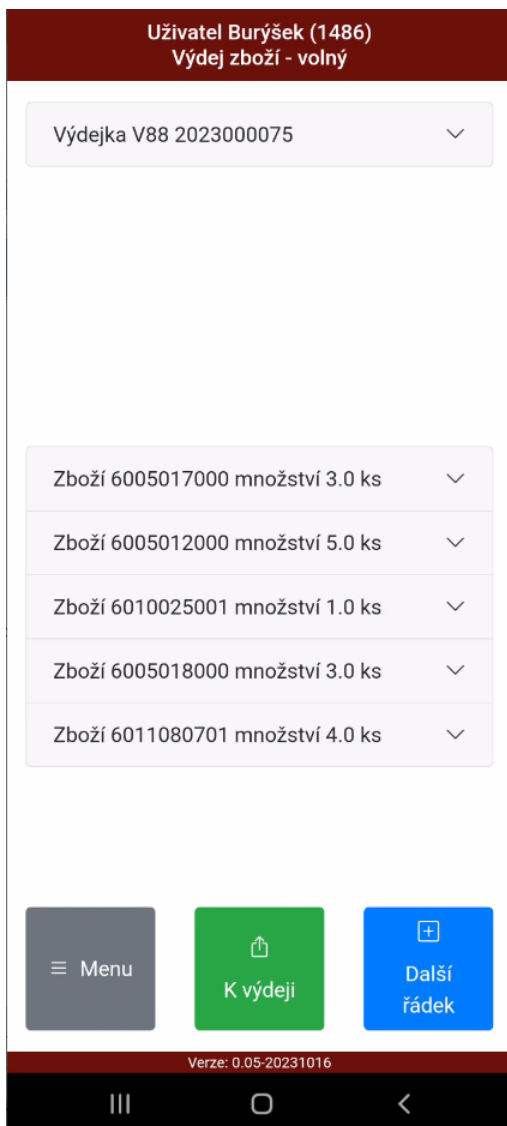 Uživatel Burýšek (1486)
Výdej zboží - volný
Výdejka V88 2023000075
Zboží 6005017000 množství 3.0 ks
Zboží 6005012000 množství 5.0 ks
Zboží 6010025001 množství 1.0 ks
Zboží 6005018000 množství 3.0 ks
Zboží 6011080701 množství 4.0 ks
Menu
K výdeji
Další
řádek
Verze: 0.05-20231016